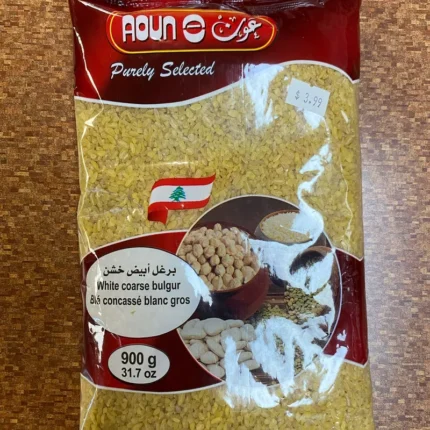 AOUN عون
Purely Selected
$ 3.99
برغل أبيض خشن
White coarse bulgur
Blé concassé blanc gros
900 g
31.7 oz